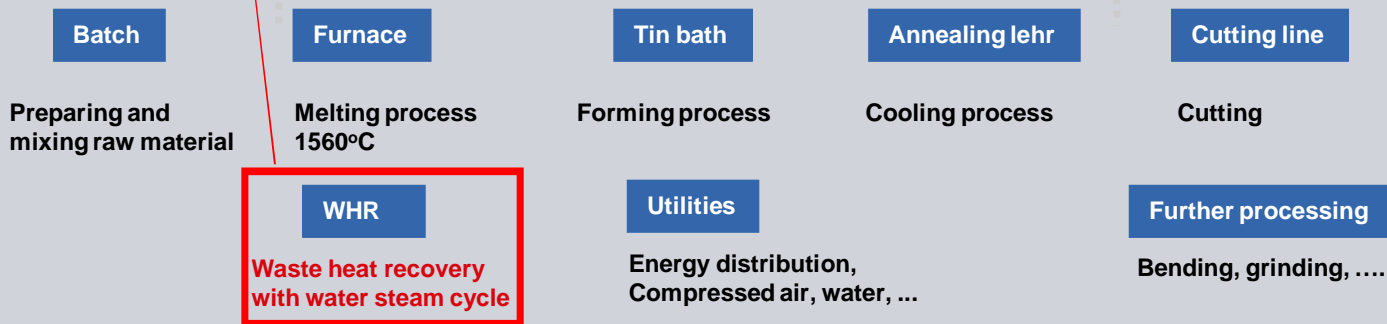 Batch
Furnace
Tin bath
Annealing lehr
Cutting line
Preparing and
mixing raw material
Melting process
1560°C
Forming process
Cooling process
Cutting
WHR
Utilities
Further processing
Waste heat recovery
with water steam cycle
Energy distribution,
Compressed air, water, ...
Bending, grinding, ….